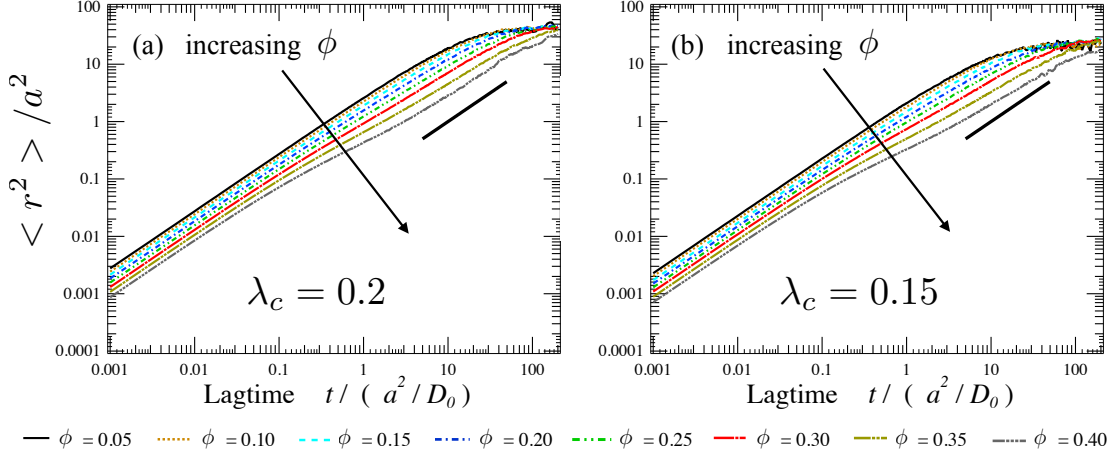 (a) increasing ϕ
100
10
1
0.1
0.01
0.001
0.0001
< r² > /a²
λc = 0.2
0.001 0.01 0.1 1 10 100
Lagtime t / ( a² / D₀ )
(b) increasing ϕ
100
10
1
0.1
0.01
0.001
0.0001
λc = 0.15
0.001 0.01 0.1 1 10 100
Lagtime t / ( a² / D₀ )
ϕ = 0.05 ϕ = 0.10 ϕ = 0.15 ϕ = 0.20 ϕ = 0.25 ϕ = 0.30 ϕ = 0.35 ϕ = 0.40